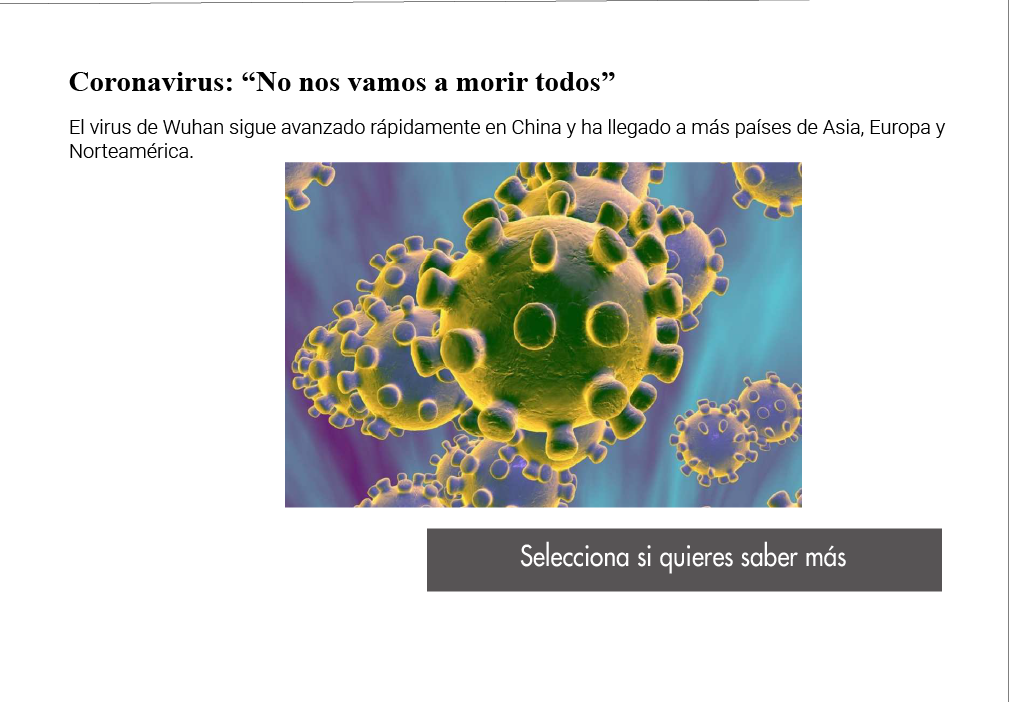 Coronavirus: “No nos vamos a morir todos”
El virus de Wuhan sigue avanzado rápidamente en China y ha llegado a más países de Asia, Europa y
Norteamérica.
Selecciona si quieres saber más